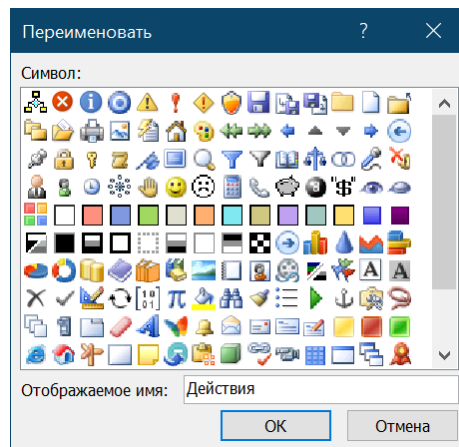 Переименовать
Символ:
Отображаемое имя: Действия
ОК Отмена